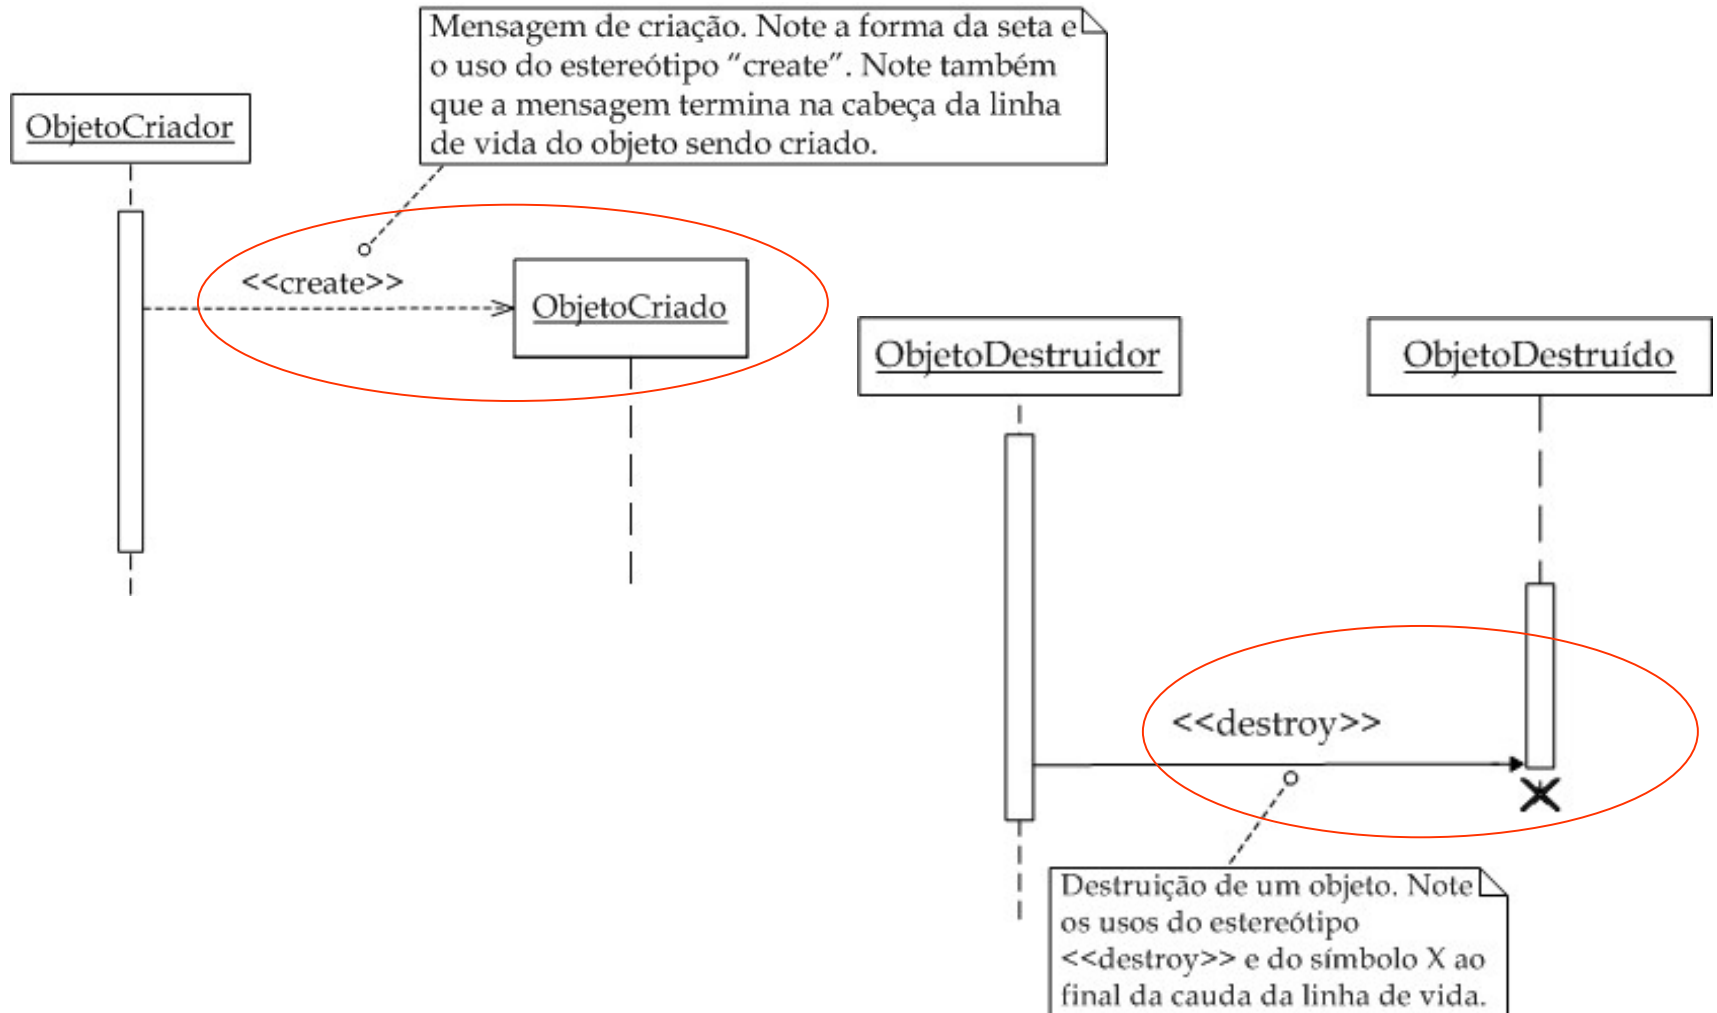 Mensagem de criação. Note a forma da seta e
o uso do estereótipo “create”. Note também
que a mensagem termina na cabeça da linha
de vida do objeto sendo criado.
ObjetoCriador
<<create>>
ObjetoCriado
ObjetoDestruidor
ObjetoDestruído
<<destroy>>
Destruição de um objeto. Note
os usos do estereótipo
<<destroy>> e do símbolo X ao
final da cauda da linha de vida.